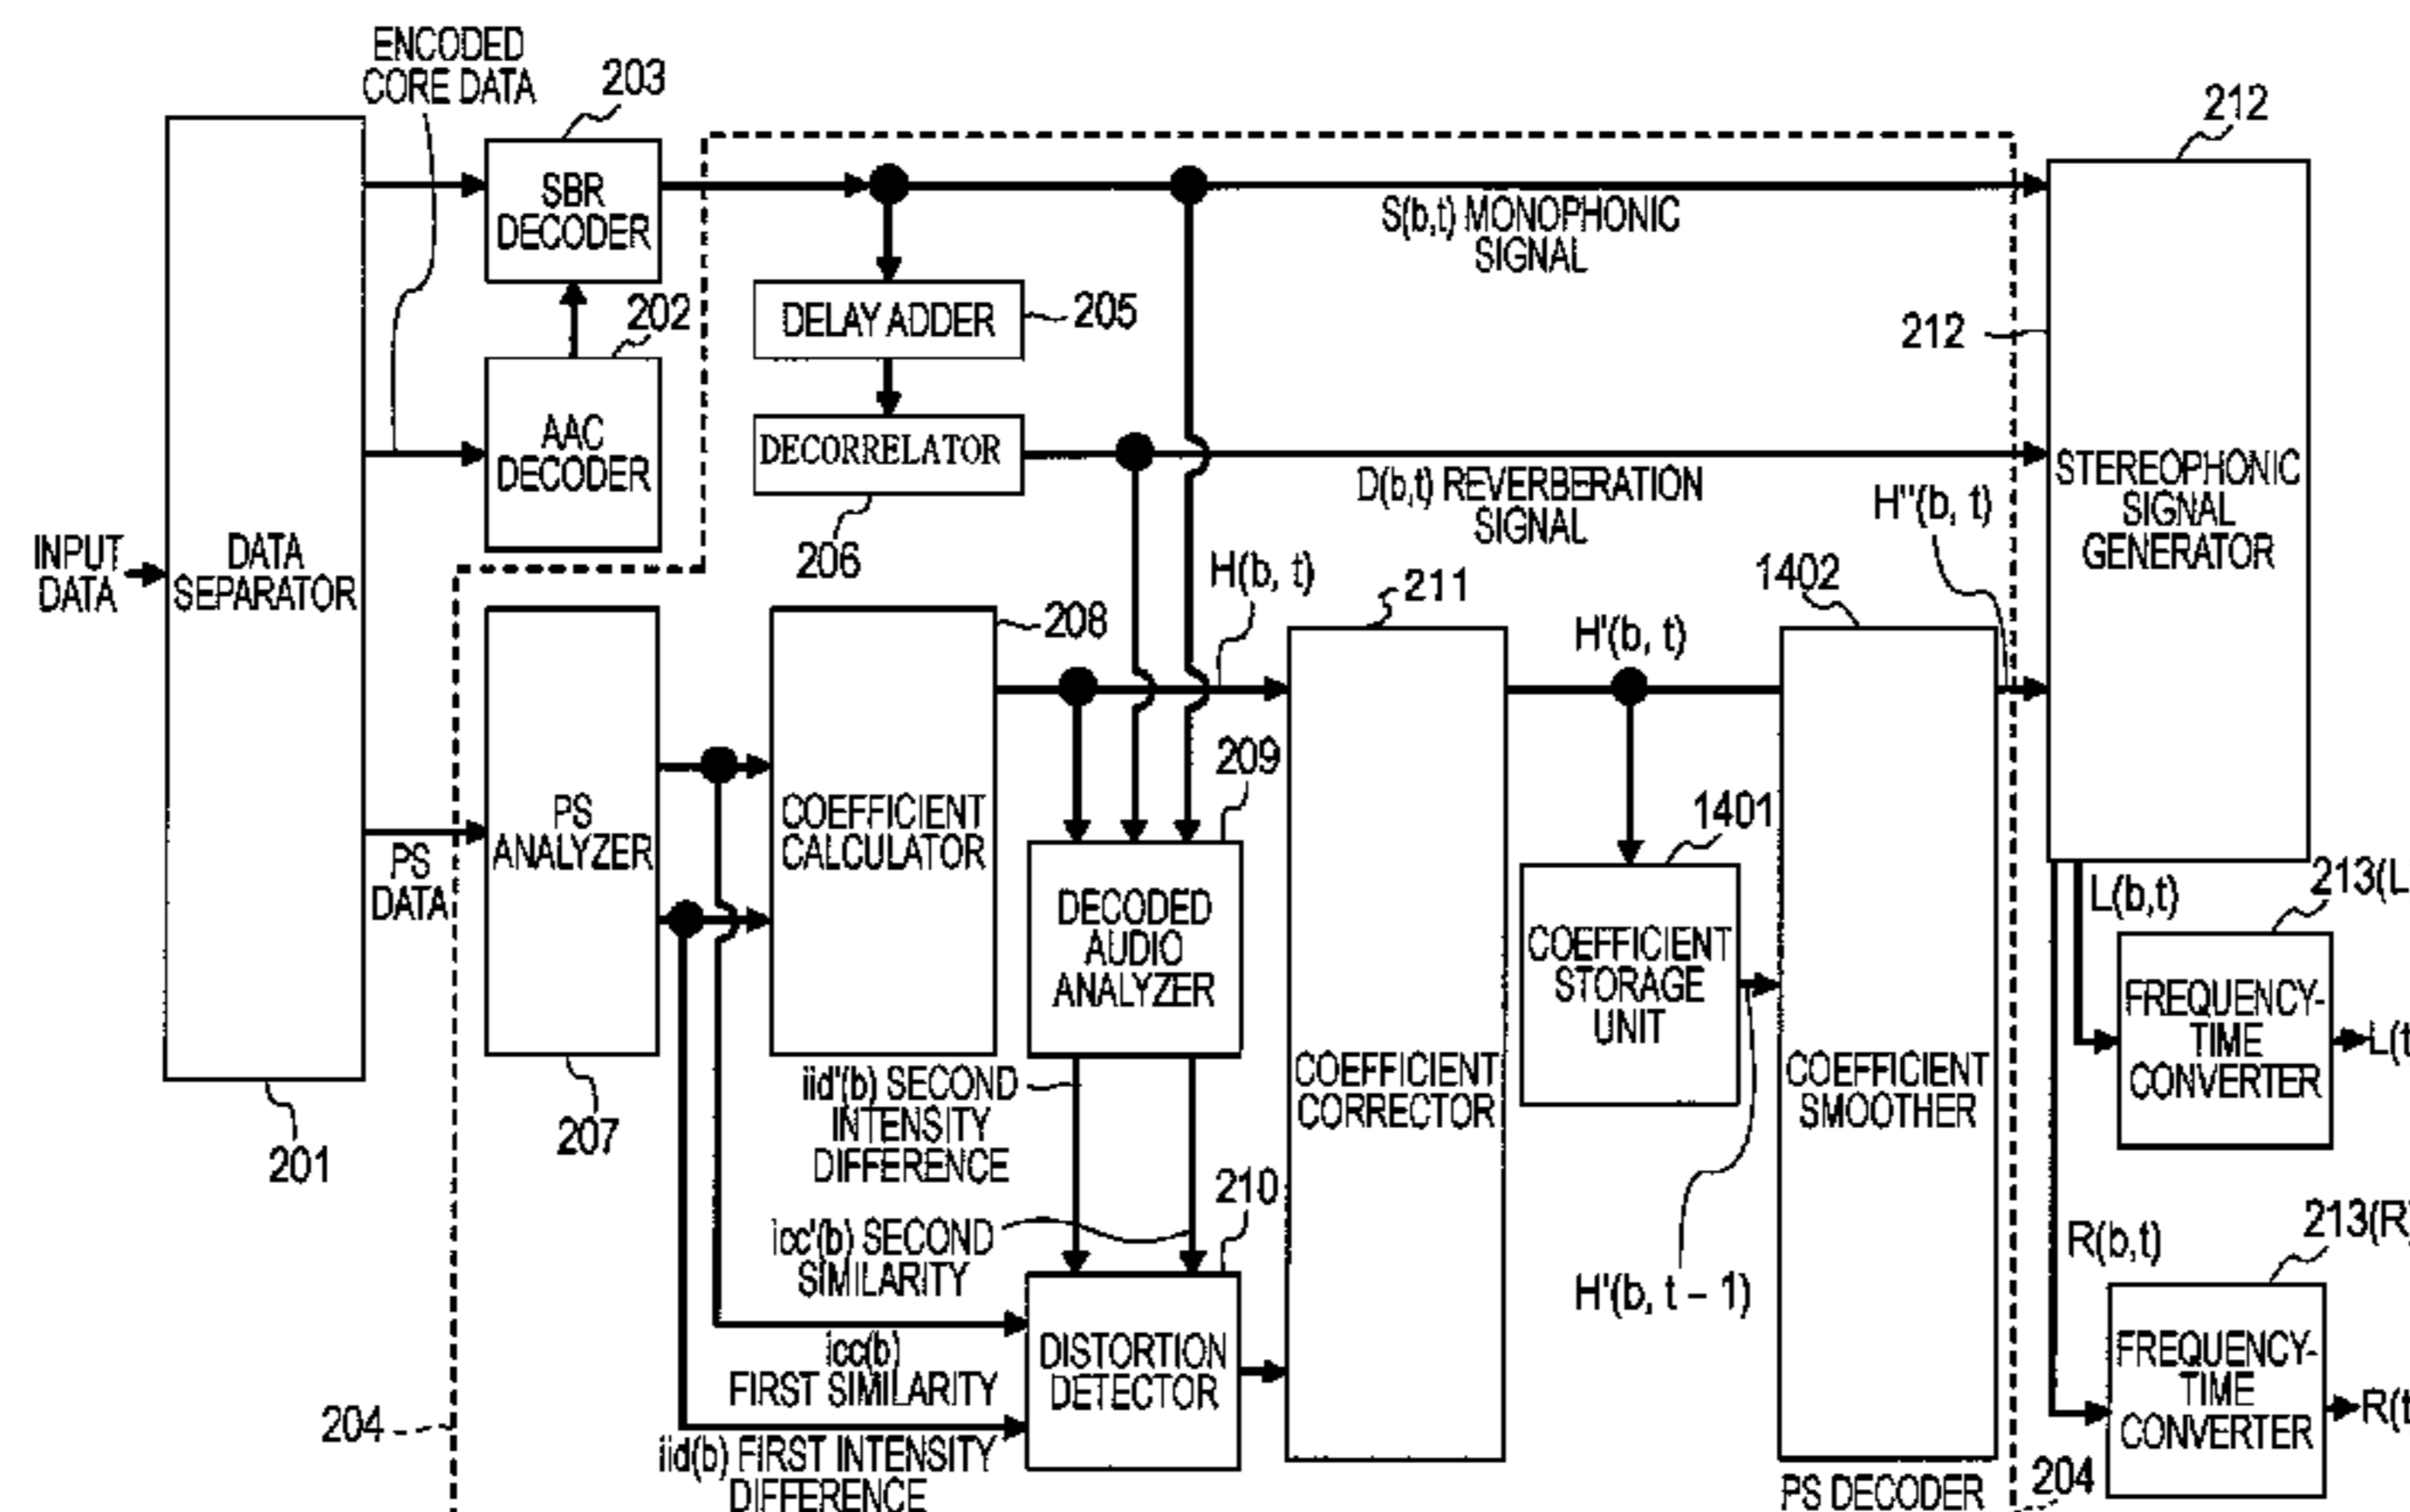 ENCODED
CORE DATA
203
212
SBR
DECODER
S(b,t) MONOPHONIC
SIGNAL
202
DELAY ADDER
205
212
AAC
DECODER
DECORRELATOR
D(b,t) REVERBERATION
SIGNAL
206
H(b, t)
211
1402
H''(b, t)
STEREOPHONIC
SIGNAL
GENERATOR
INPUT
DATA
DATA
SEPARATOR
208
H'(b, t)
209
1401
PS
ANALYZER
COEFFICIENT
CALCULATOR
PS
DATA
DECODED
AUDIO
ANALYZER
COEFFICIENT
STORAGE
UNIT
L(b,t)
213(L
FREQUENCY-
TIME
CONVERTER
L(t
COEFFICIENT
CORRECTOR
COEFFICIENT
SMOOTHER
201
207
iid'(b) SECOND
INTENSITY
DIFFERENCE
210
icc'(b) SECOND
SIMILARITY
H'(b, t – 1)
R(b,t)
213(R)
DISTORTION
DETECTOR
icc(b)
FIRST SIMILARITY
FREQUENCY-
TIME
CONVERTER
R(t
204
iid(b) FIRST INTENSITY
DIFFERENCE
PS DECODER
204